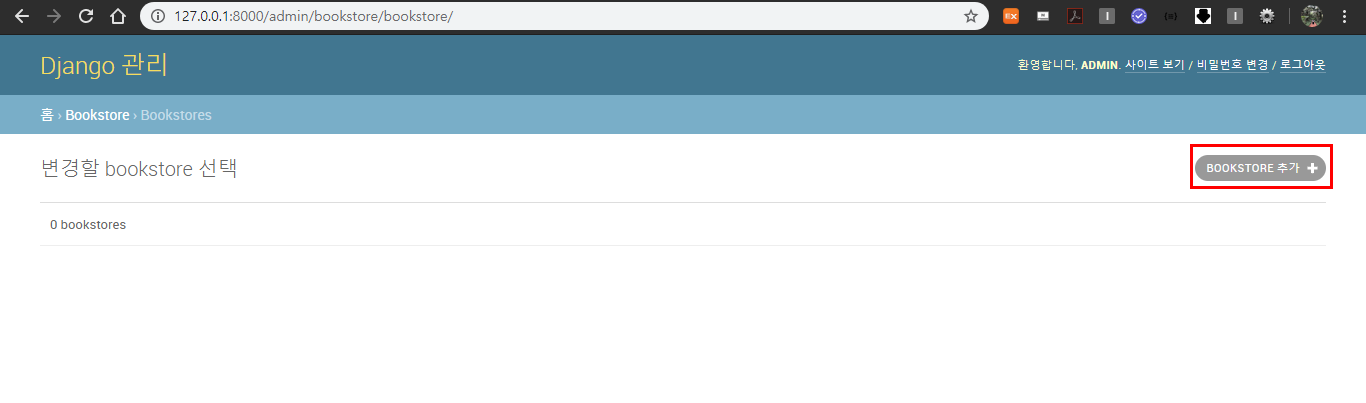 127.0.0.1:8000/admin/bookstore/bookstore/
Django 관리
환영합니다, ADMIN. 사이트 보기 / 비밀번호 변경 / 로그아웃
홈 › Bookstore › Bookstores
변경할 bookstore 선택
BOOKSTORE 추가 +
0 bookstores